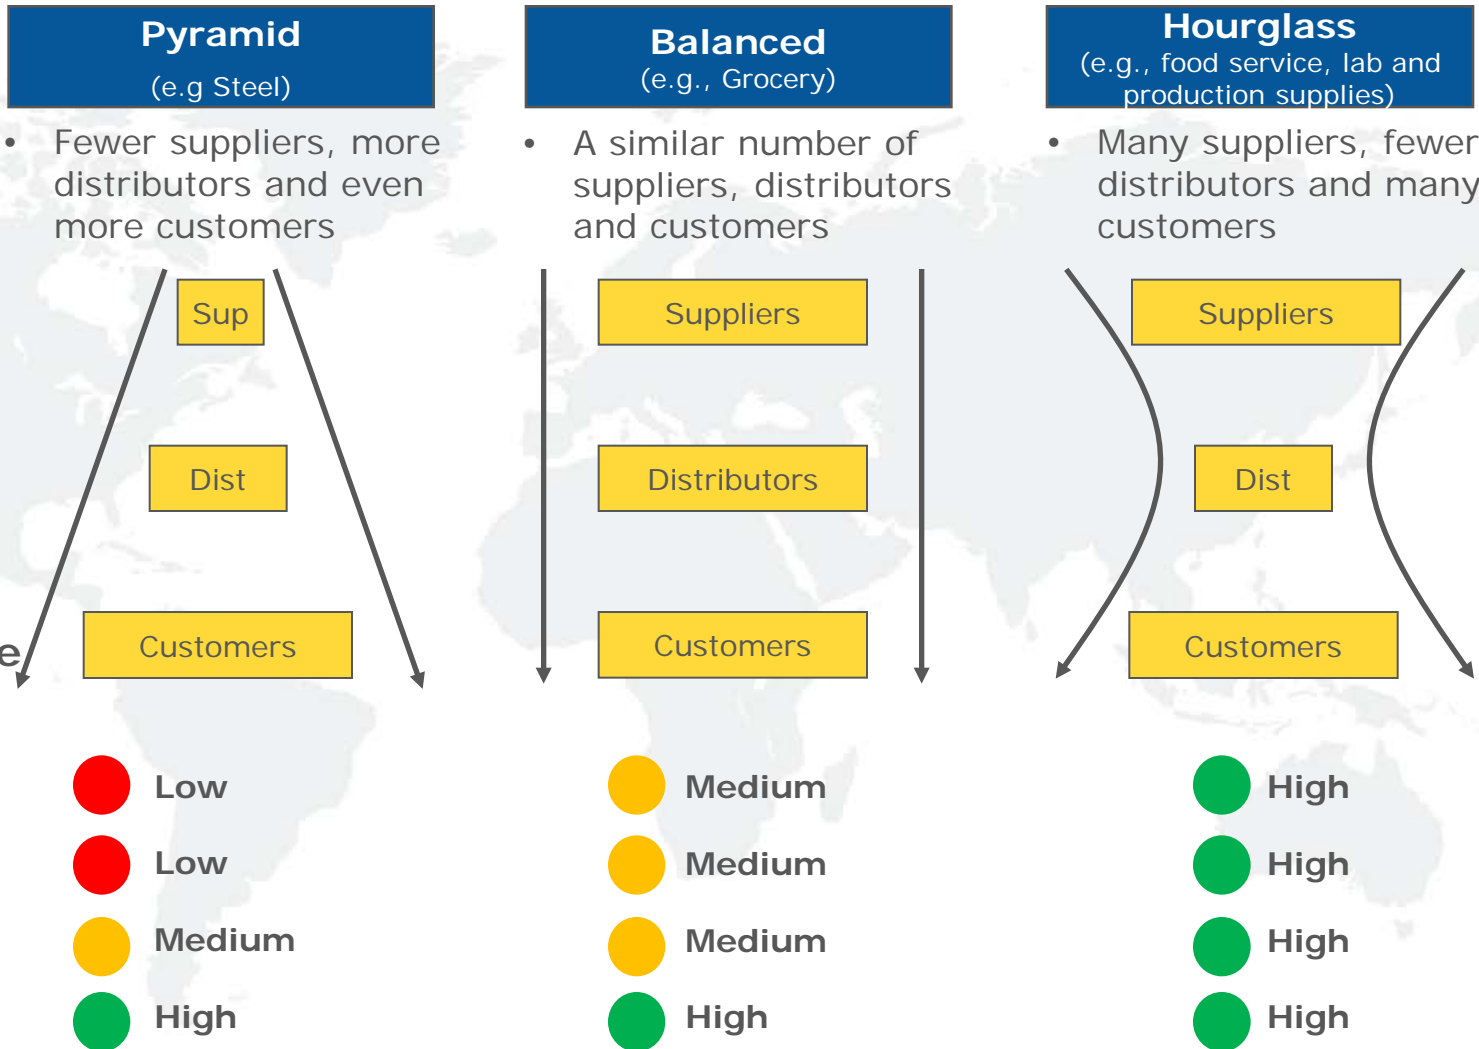 Pyramid
(e.g Steel)
• Fewer suppliers, more
distributors and even
more customers
Sup
Dist
Customers
e
Low
Low
Medium
High
Balanced
(e.g., Grocery)
• A similar number of
suppliers, distributors
and customers
Suppliers
Distributors
Customers
Medium
Medium
Medium
High
Hourglass
(e.g., food service, lab and
production supplies)
• Many suppliers, fewer
distributors and many
customers
Suppliers
Dist
Customers
High
High
High
High